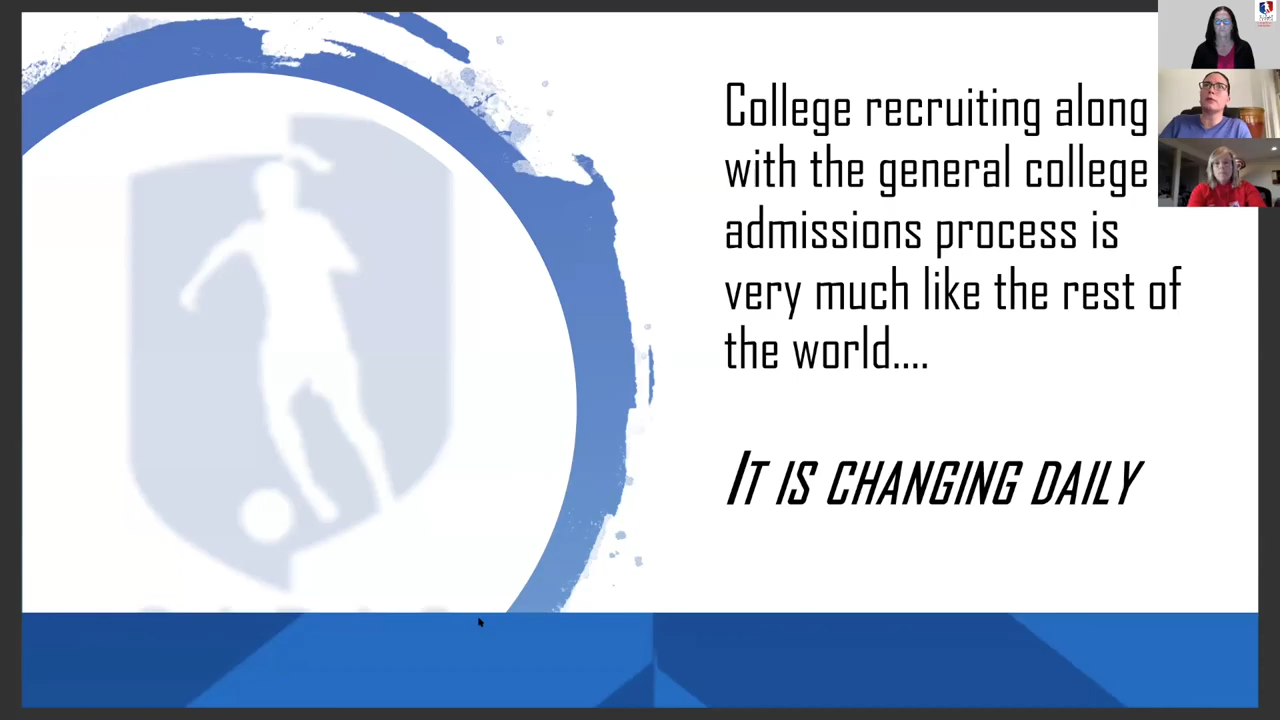 College recruiting along
with the general college
admissions process is
very much like the rest of
the world....
IT IS CHANGING DAILY